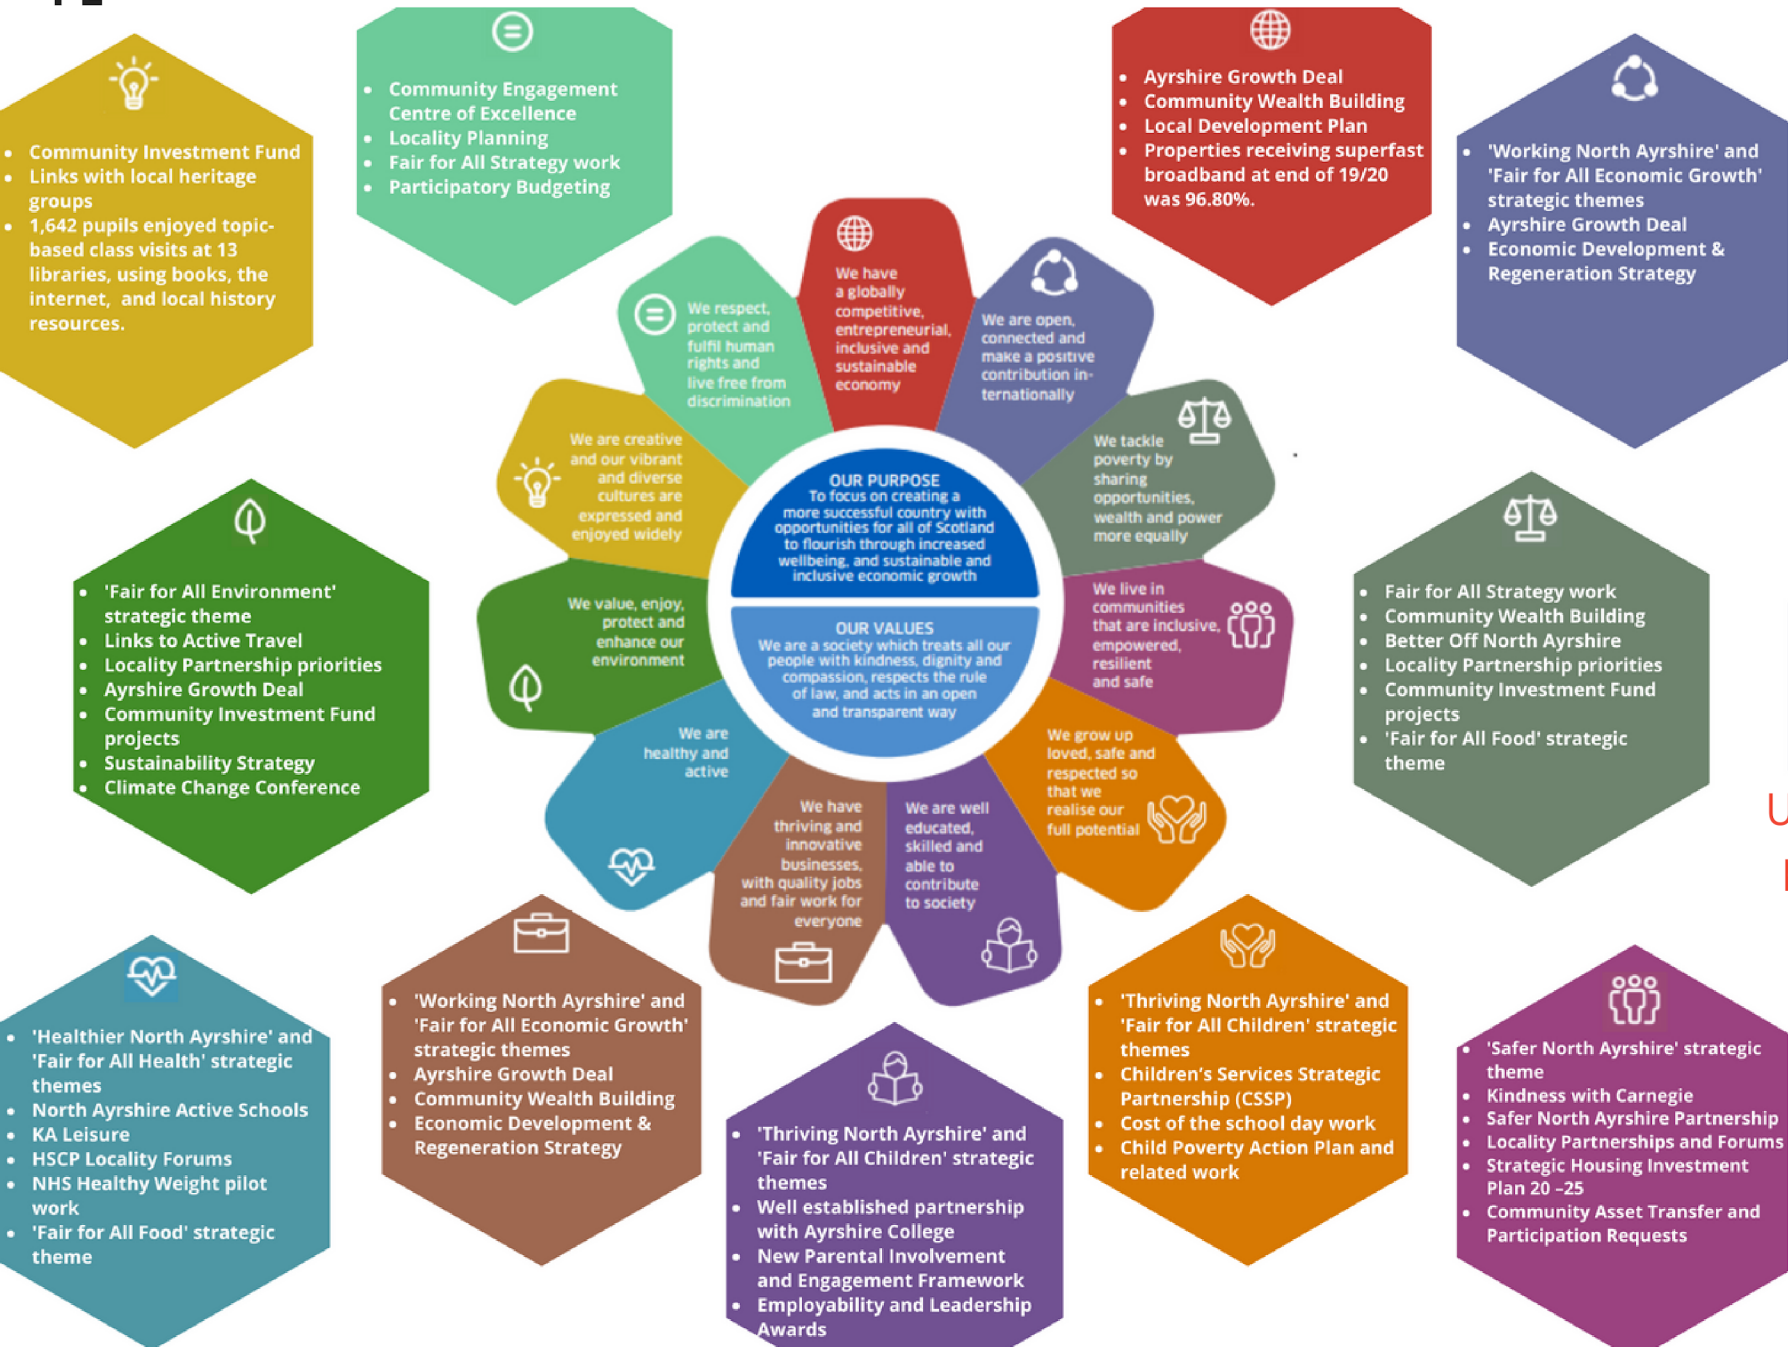 • Community Investment Fund
• Links with local heritage
groups
• 1,642 pupils enjoyed topic-
based class visits at 13
libraries, using books, the
internet, and local history
resources.
• Community Engagement
Centre of Excellence
• Locality Planning
• Fair for All Strategy work
• Participatory Budgeting
• Ayrshire Growth Deal
• Community Wealth Building
• Local Development Plan
• Properties receiving superfast
broadband at end of 19/20
was 96.80%.
• 'Working North Ayrshire' and
'Fair for All Economic Growth'
strategic themes
• Ayrshire Growth Deal
• Economic Development &
Regeneration Strategy
We respect,
protect and
fulfil human
rights and
live free from
discrimination
We have
a globally
competitive,
entrepreneurial,
inclusive and
sustainable
economy
We are open,
connected and
make a positive
contribution in-
ternationally
We are creative
and our vibrant
and diverse
cultures are
expressed and
enjoyed widely
We tackle
poverty by
sharing
opportunities,
wealth and power
more equally
OUR PURPOSE
To focus on creating a
more successful country with
opportunities for all of Scotland
to flourish through increased
wellbeing, and sustainable and
inclusive economic growth
OUR VALUES
We are a society which treats all our
people with kindness, dignity and
compassion, respects the rule
of law, and acts in an open
and transparent way
We value, enjoy,
protect and
enhance our
environment
We live in
communities
that are inclusive,
empowered,
resilient
and safe
We are
healthy and
active
We have
thriving and
innovative
businesses,
with quality jobs
and fair work for
everyone
We are well
educated,
skilled and
able to
contribute
to society
We grow up
loved, safe and
respected so
that we
realise our
full potential
• 'Fair for All Environment'
strategic theme
• Links to Active Travel
• Locality Partnership priorities
• Ayrshire Growth Deal
• Community Investment Fund
projects
• Sustainability Strategy
• Climate Change Conference
• Fair for All Strategy work
• Community Wealth Building
• Better Off North Ayrshire
• Locality Partnership priorities
• Community Investment Fund
projects
• 'Fair for All Food' strategic
theme
• 'Healthier North Ayrshire' and
'Fair for All Health' strategic
themes
• North Ayrshire Active Schools
• KA Leisure
• HSCP Locality Forums
• NHS Healthy Weight pilot
work
• 'Fair for All Food' strategic
theme
• 'Working North Ayrshire' and
'Fair for All Economic Growth'
strategic themes
• Ayrshire Growth Deal
• Community Wealth Building
• Economic Development &
Regeneration Strategy
• 'Thriving North Ayrshire' and
'Fair for All Children' strategic
themes
• Well established partnership
with Ayrshire College
• New Parental Involvement
and Engagement Framework
• Employability and Leadership
Awards
• 'Thriving North Ayrshire' and
'Fair for All Children' strategic
themes
• Children's Services Strategic
Partnership (CSSP)
• Cost of the school day work
• Child Poverty Action Plan and
related work
• 'Safer North Ayrshire' strategic
theme
• Kindness with Carnegie
• Safer North Ayrshire Partnership
• Locality Partnerships and Forums
• Strategic Housing Investment
Plan 20 –25
• Community Asset Transfer and
Participation Requests